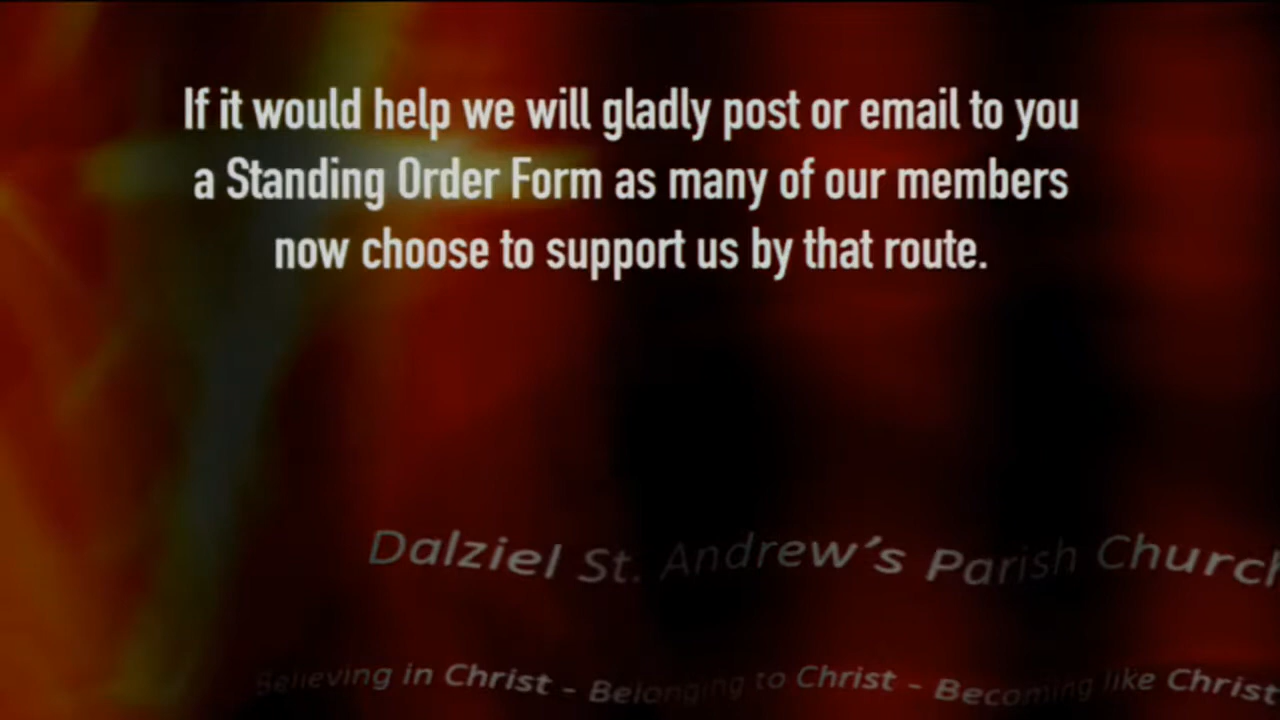 If it would help we will gladly post or email to you
a Standing Order Form as many of our members
now choose to support us by that route.
Dalziel St. Andrew's Parish Church
Believing in Christ - Belonging to Christ - Becoming like Christ